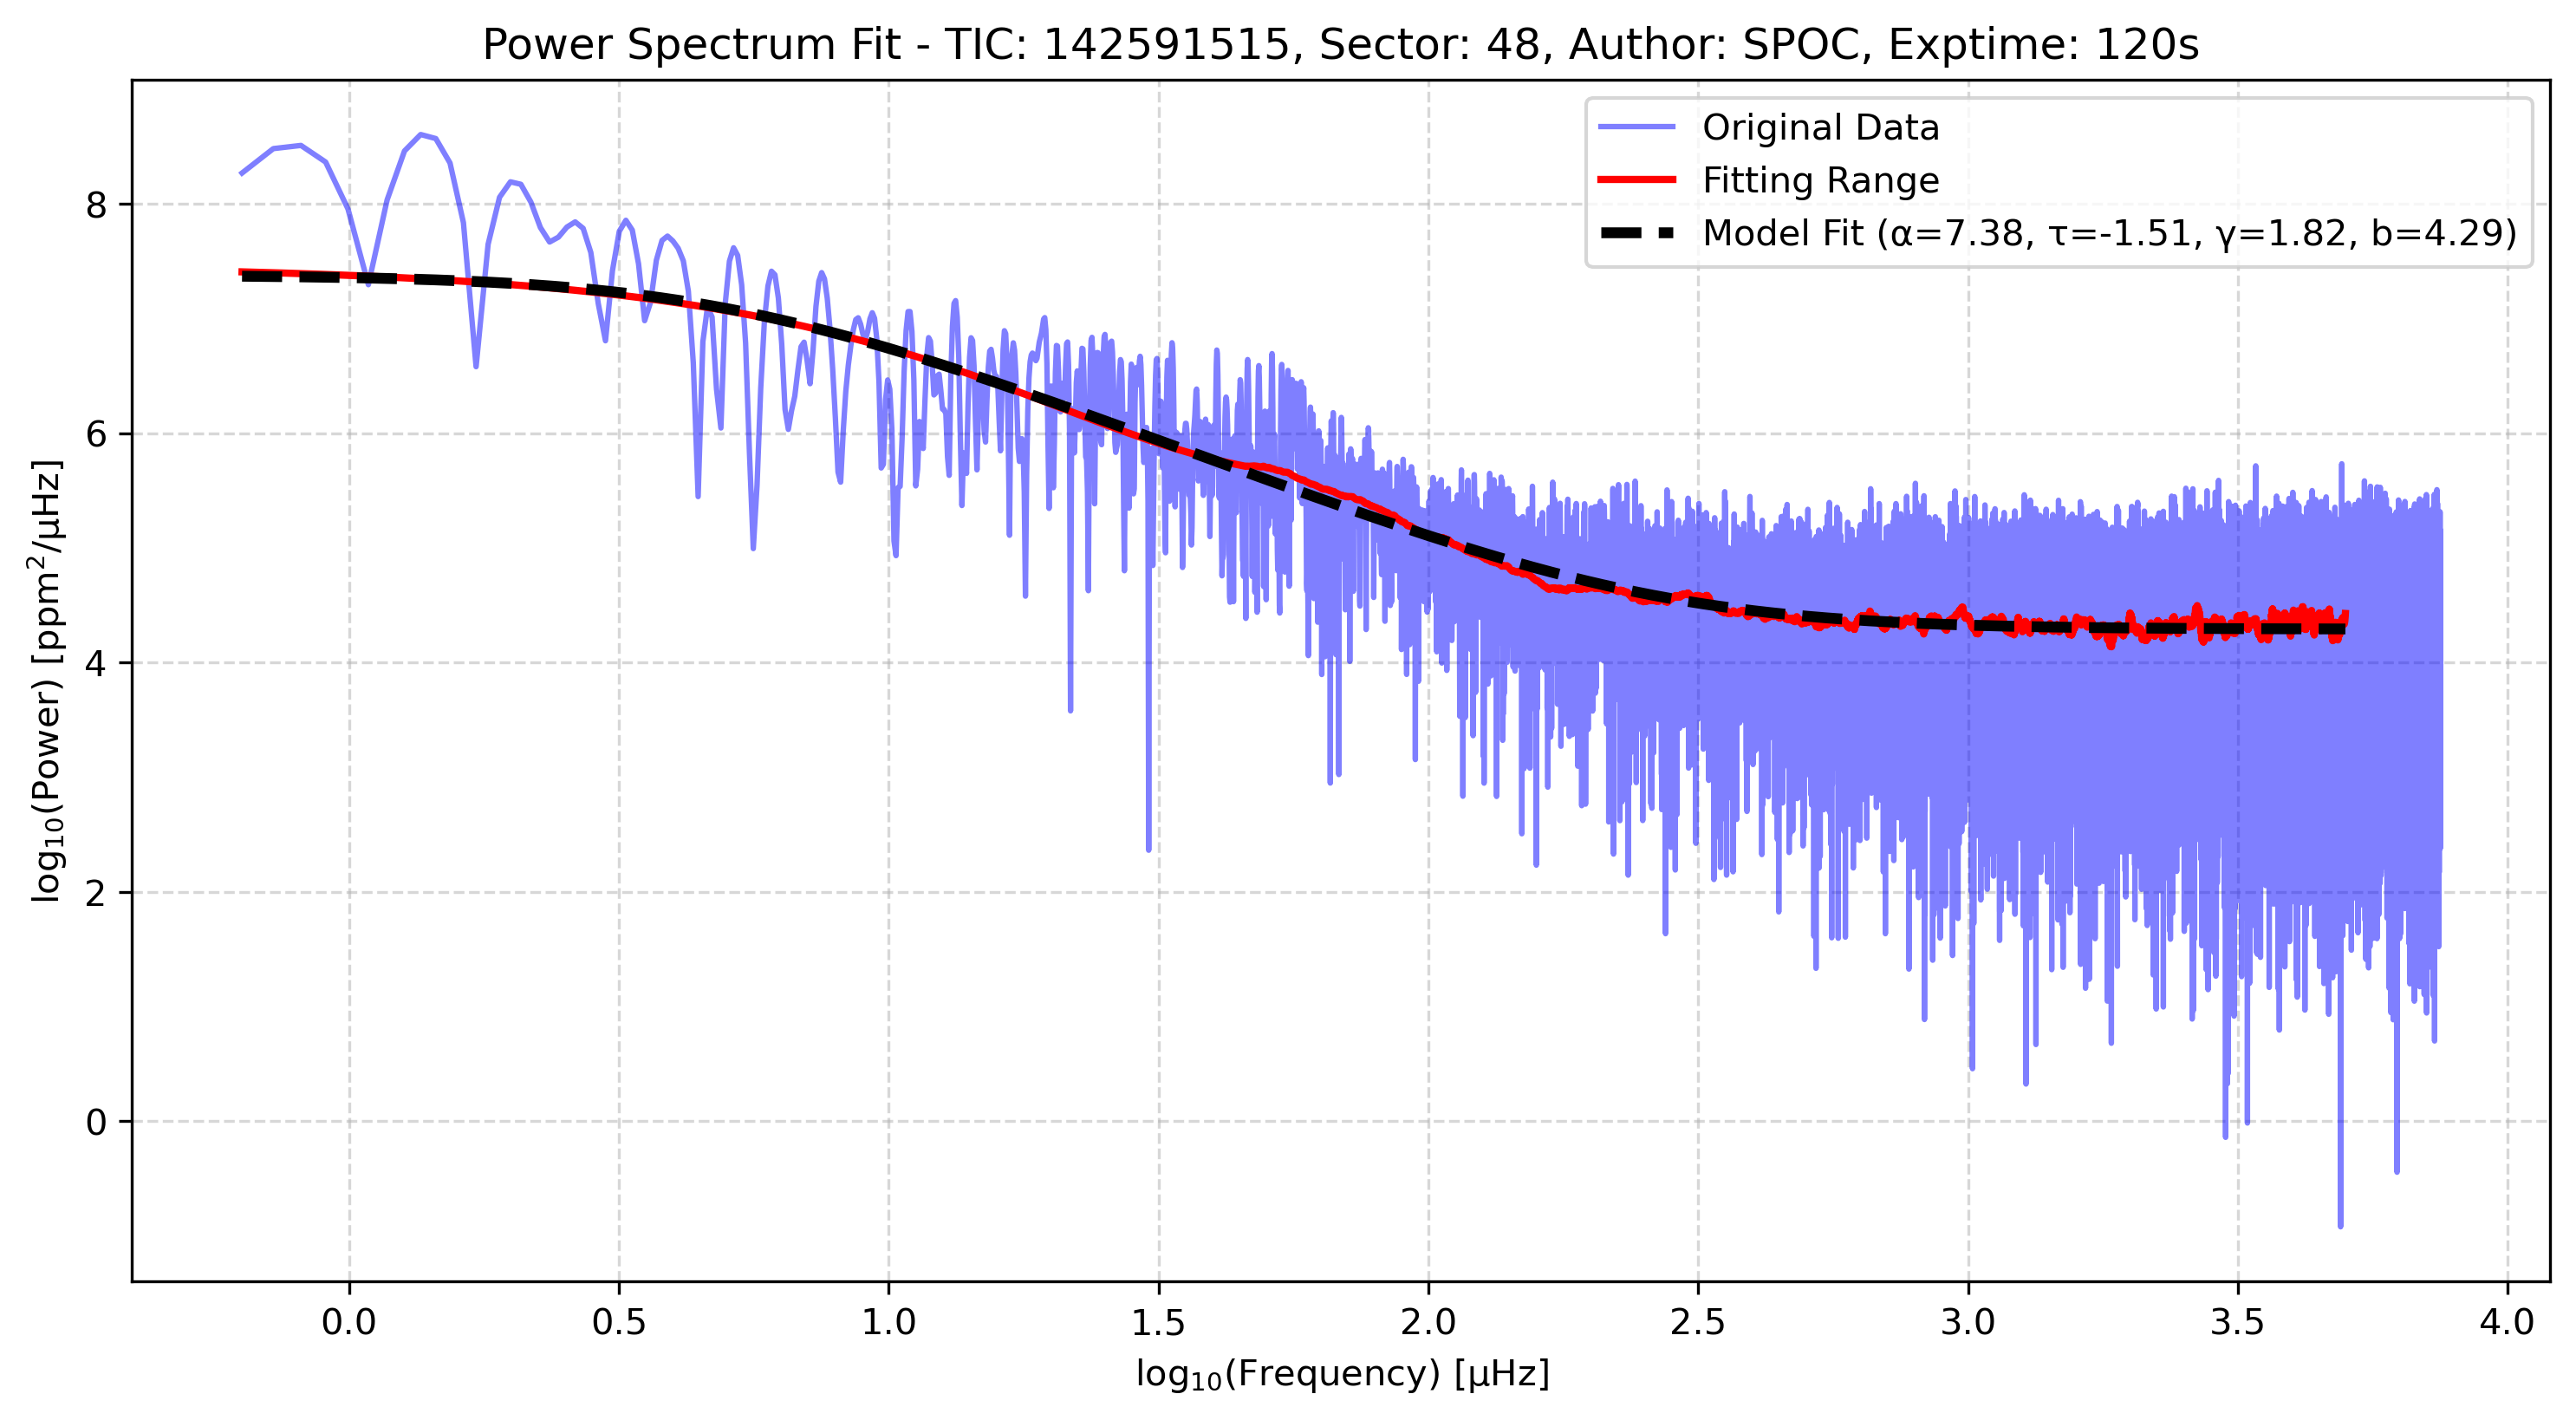 Power Spectrum Fit - TIC: 142591515, Sector: 48, Author: SPOC, Exptime: 120s
Original Data
Fitting Range
Model Fit (α=7.38, τ=-1.51, γ=1.82, b=4.29)
log₁₀(Power) [ppm²/μHz]
8
6
4
2
0
0.0 0.5 1.0 1.5 2.0 2.5 3.0 3.5 4.0
log₁₀(Frequency) [μHz]